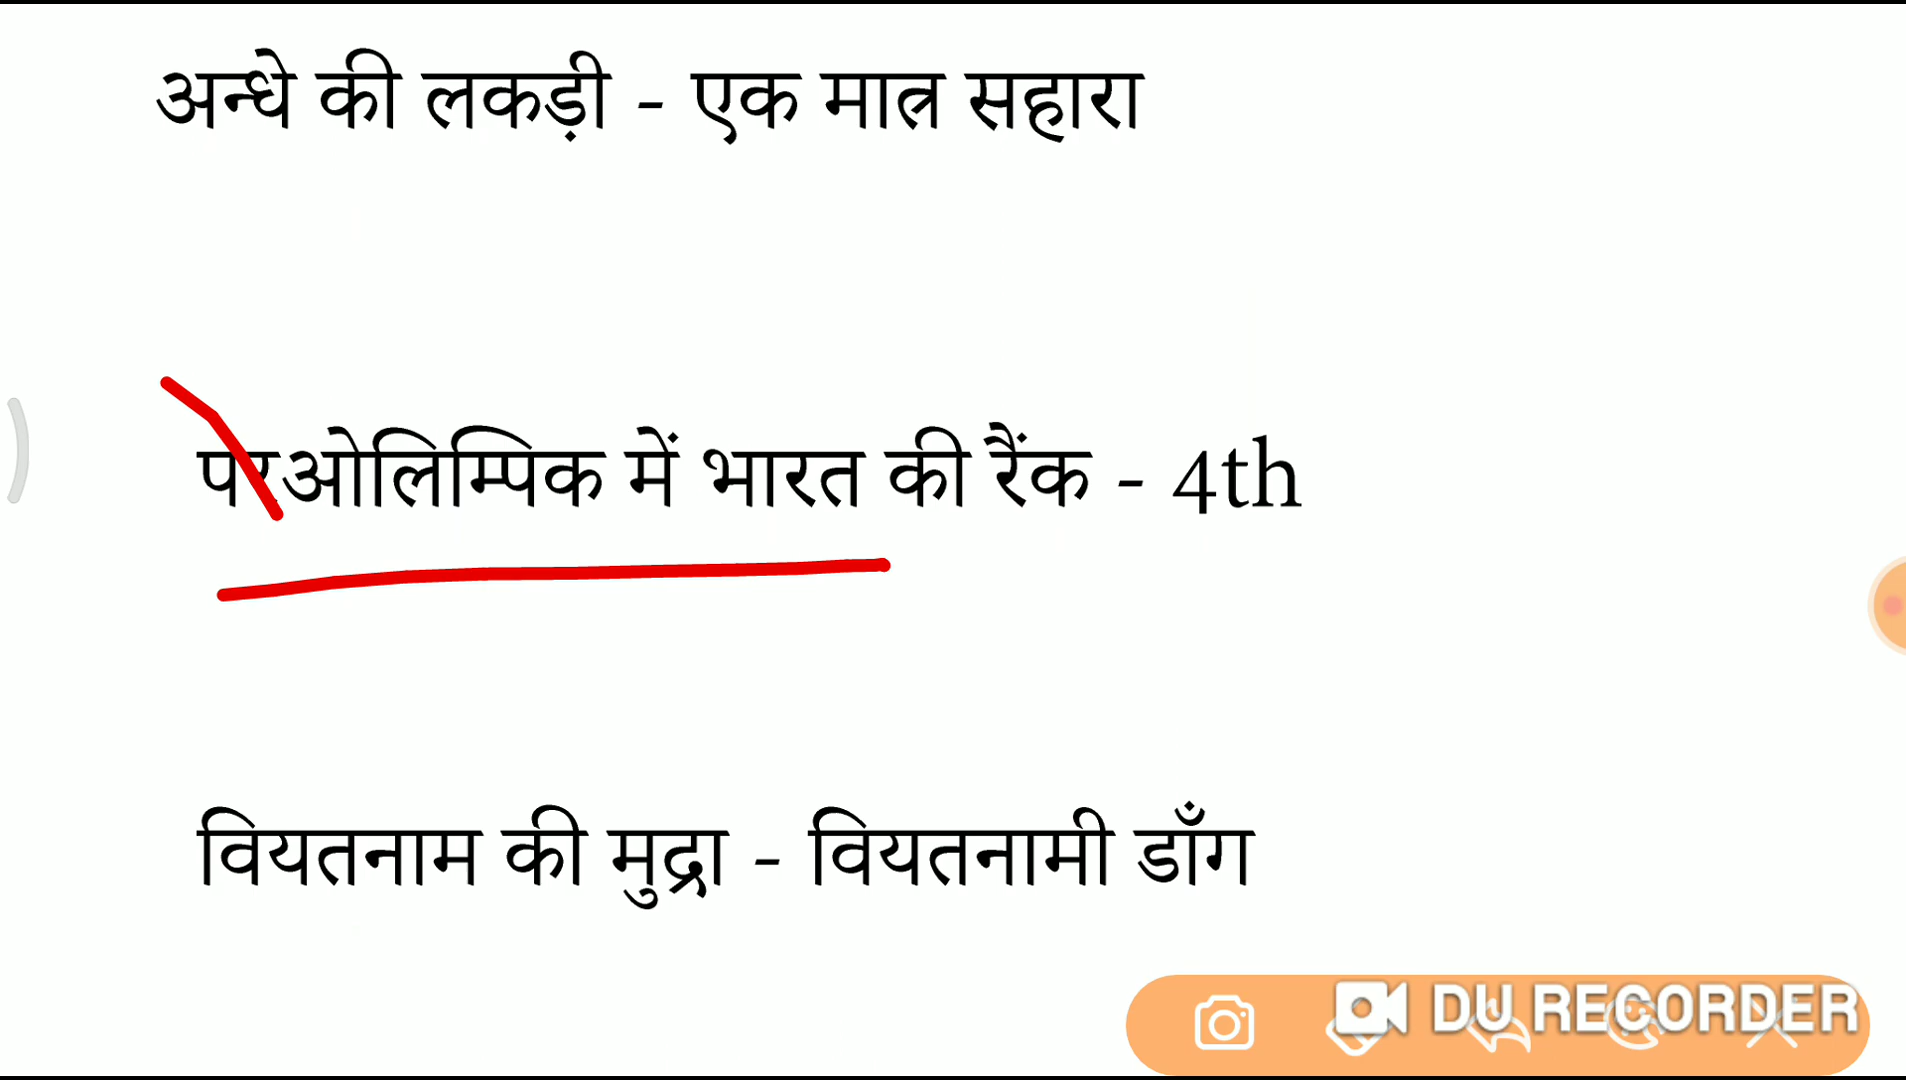 अन्धे की लकड़ी - एक मात्र सहारा
परओलिम्पिक में भारत की रैंक - 4th
वियतनाम की मुद्रा - वियतनामी डाँग
DU RECORDER